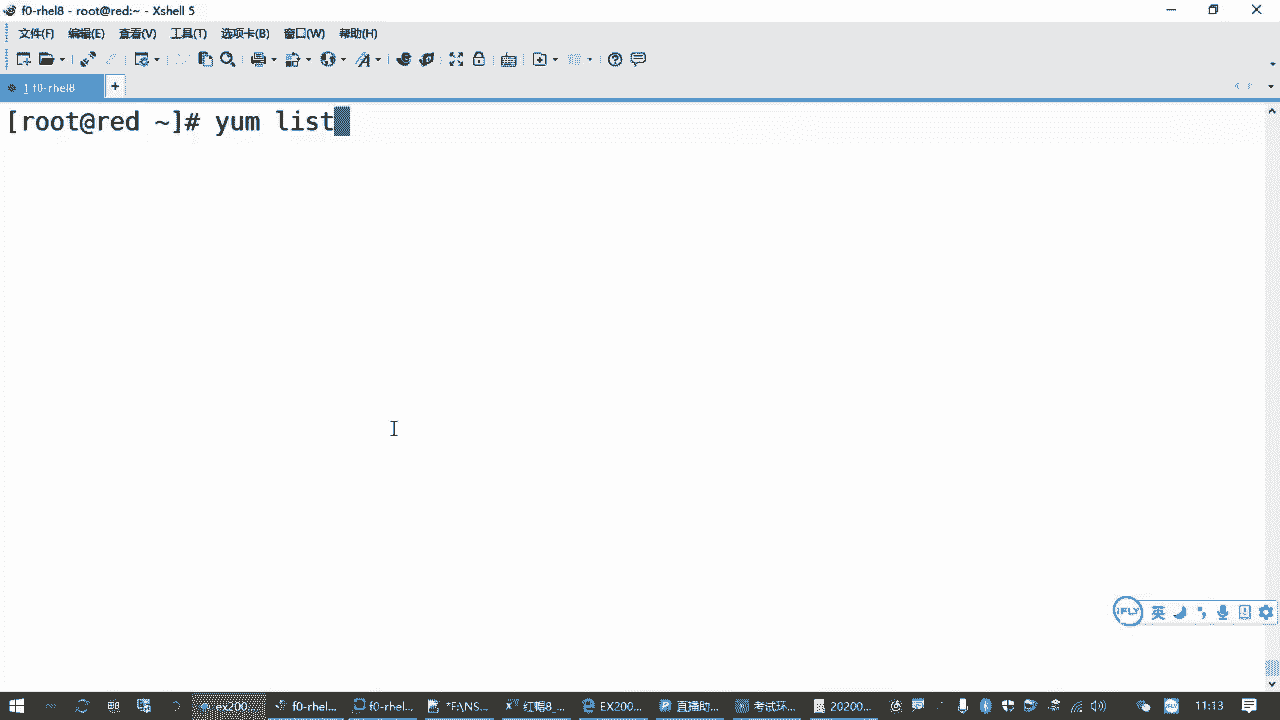 f0-rhel8 - root@red:~ - Xshell 5
文件(F) 编辑(E) 查看(V) 工具(T) 选项卡(B) 窗口(W) 帮助(H)
1 f0-rhel8
[root@red ~]# yum list
iFLY 英
ex200... f0-rhel... f0-rhel... *F:\NS... 红帽8_... EX200... 直播助... 考试环... 20200... 11:13